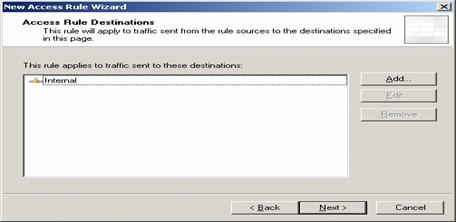 New Access Rule Wizard
Access Rule Destinations
This rule will apply to traffic sent from the rule sources to the destinations specified
in this page.
This rule applies to traffic sent to these destinations:
Internal
Add...
Edit...
Remove
< Back
Next >
Cancel